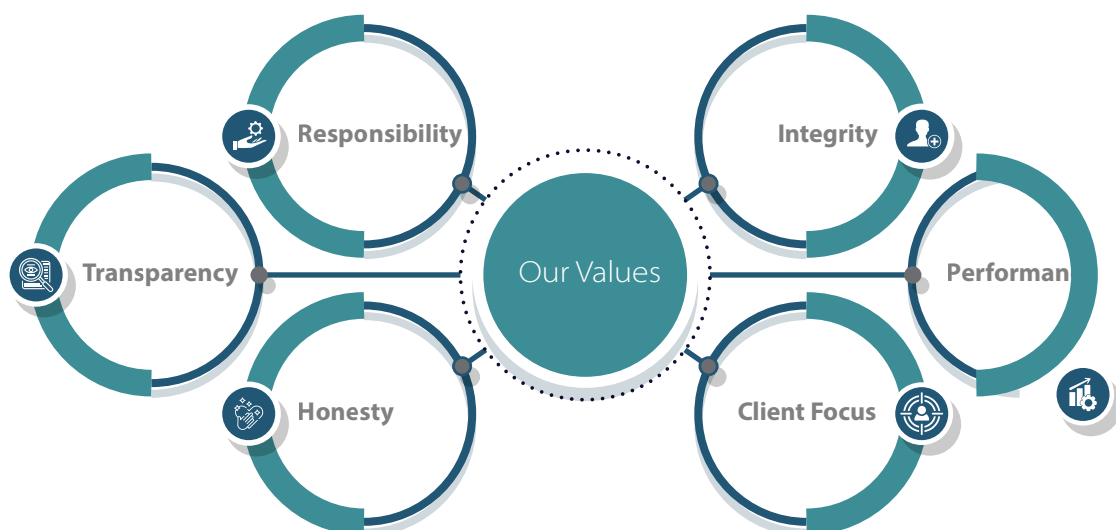 Responsibility
Integrity
Transparency
Our Values
Performan
Honesty
Client Focus